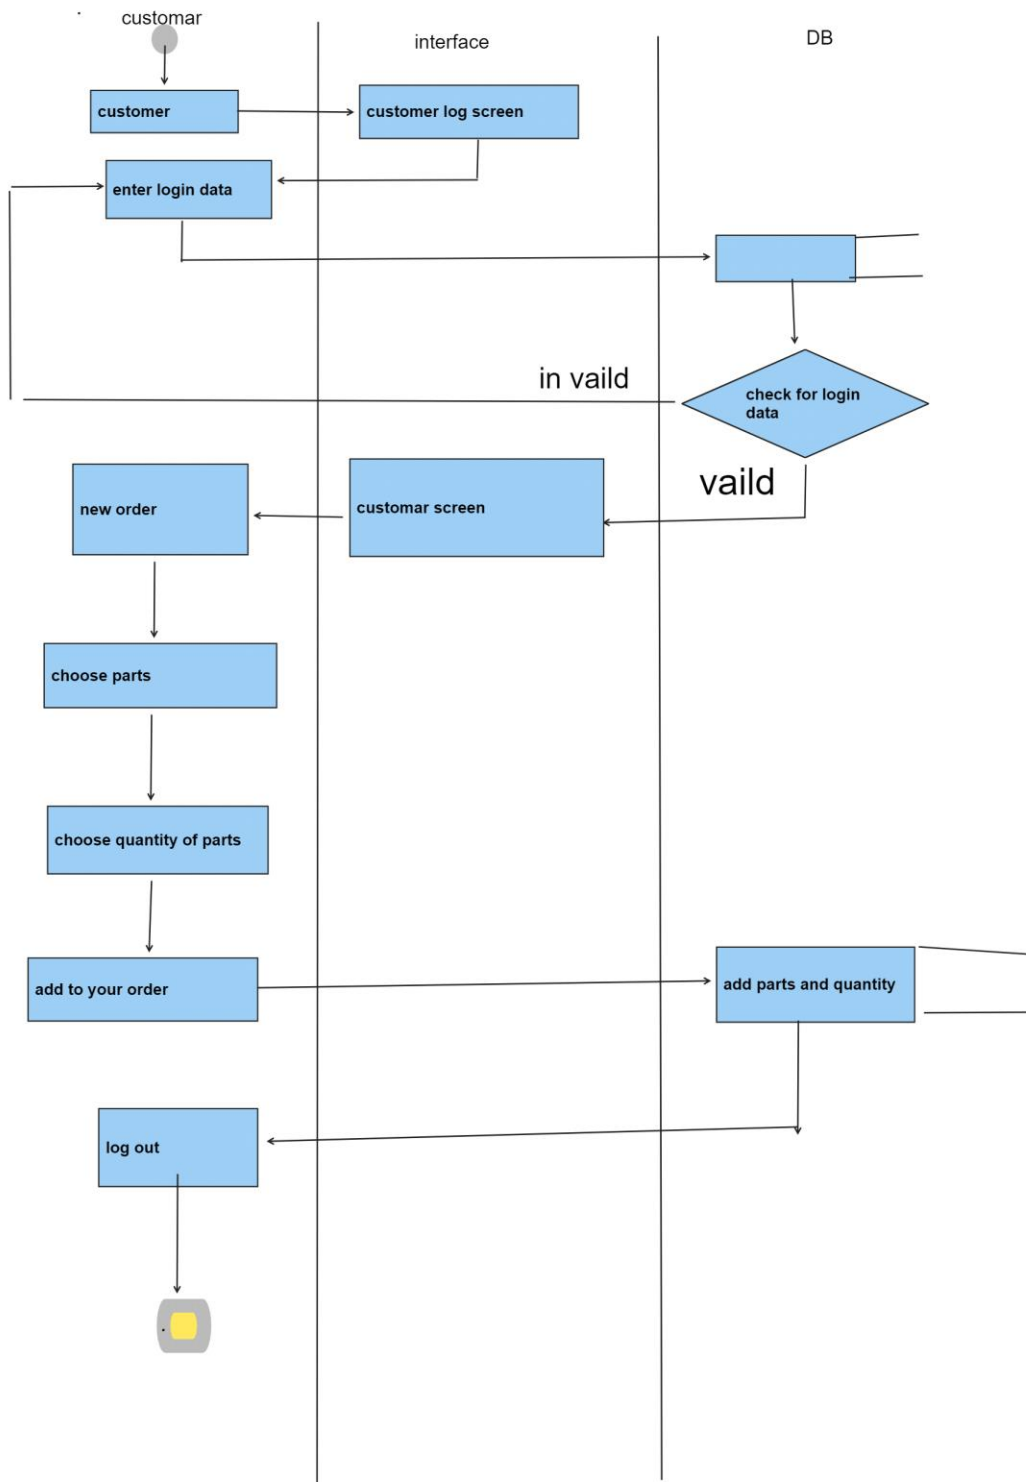 customar
interface
DB
customer
customer log screen
enter login data
in vaild
check for login
data
vaild
new order
customar screen
choose parts
choose quantity of parts
add to your order
add parts and quantity
log out